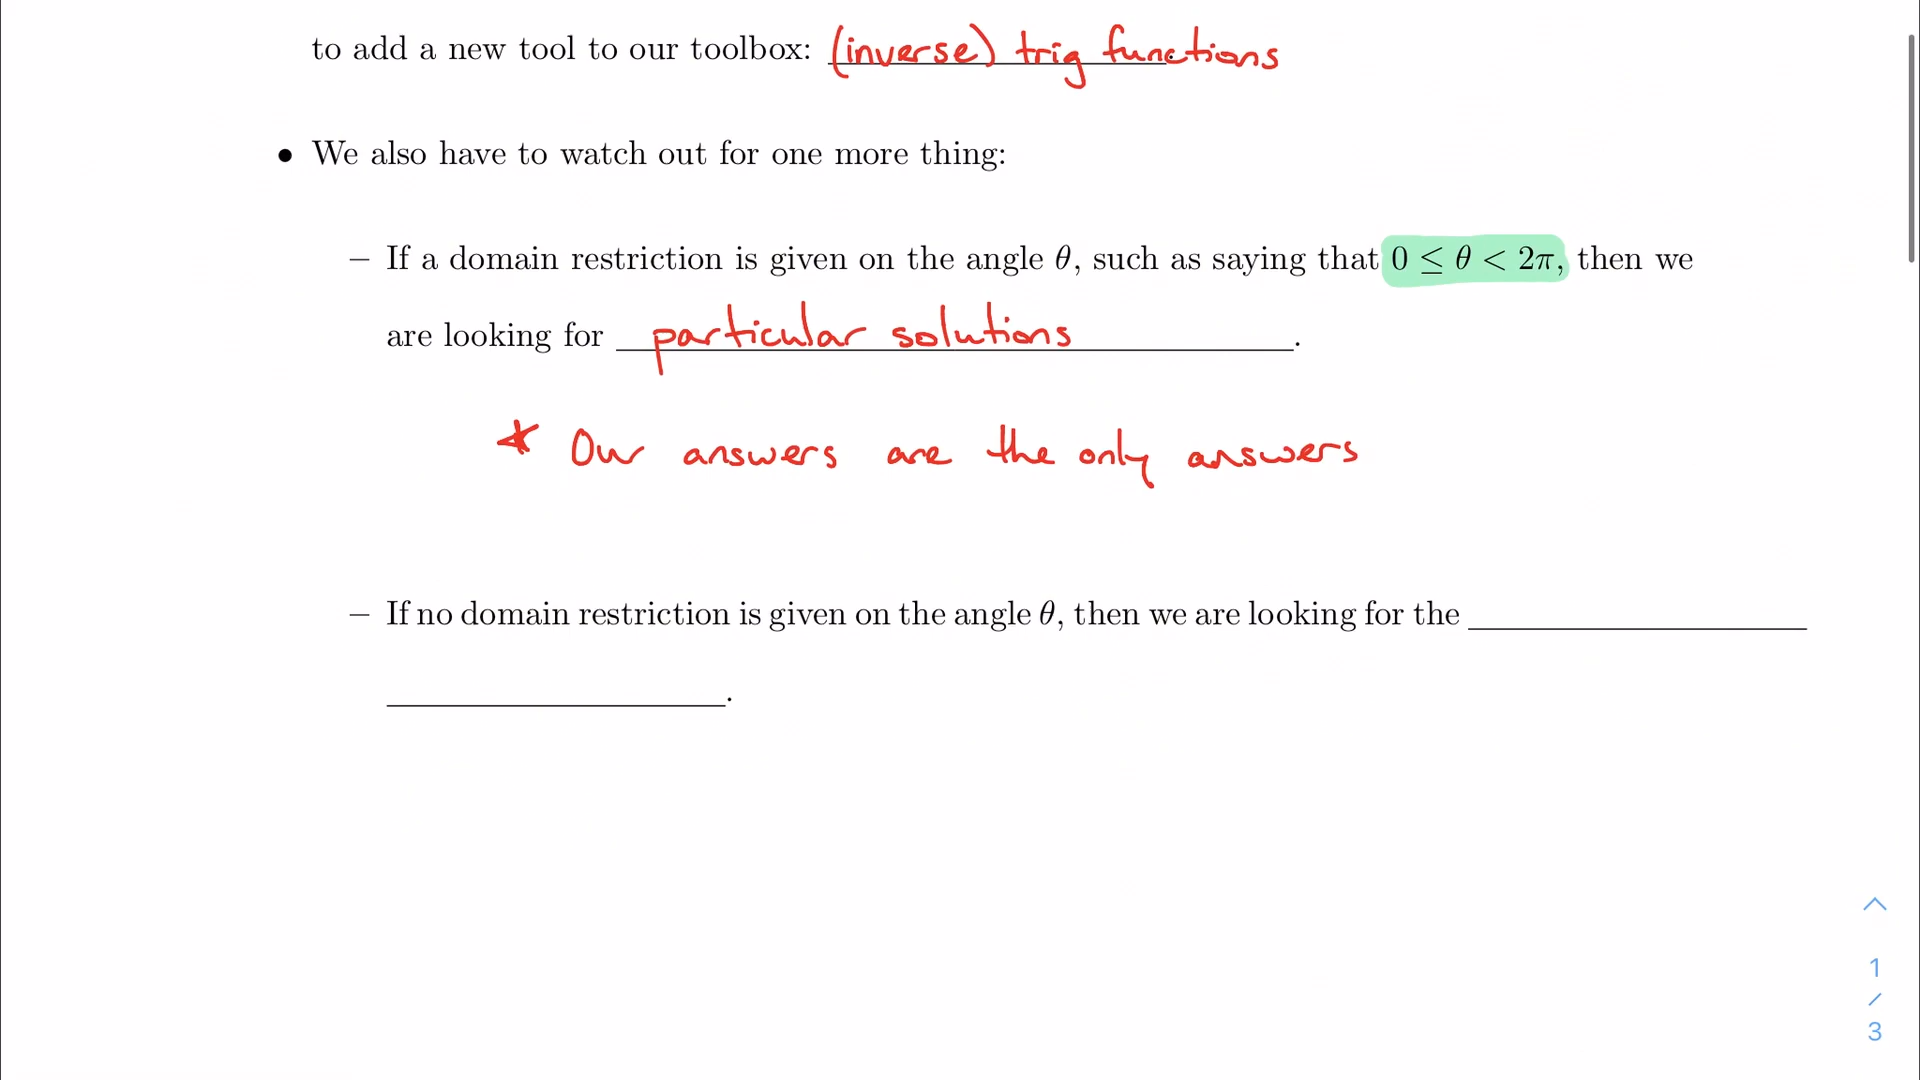 to add a new tool to our toolbox: (inverse) trig functions.
• We also have to watch out for one more thing:
– If a domain restriction is given on the angle θ, such as saying that 0 ≤ θ < 2π, then we
are looking for particular solutions.
* Our answers are the only answers
– If no domain restriction is given on the angle θ, then we are looking for the ____________________
____________________.
1
/
3